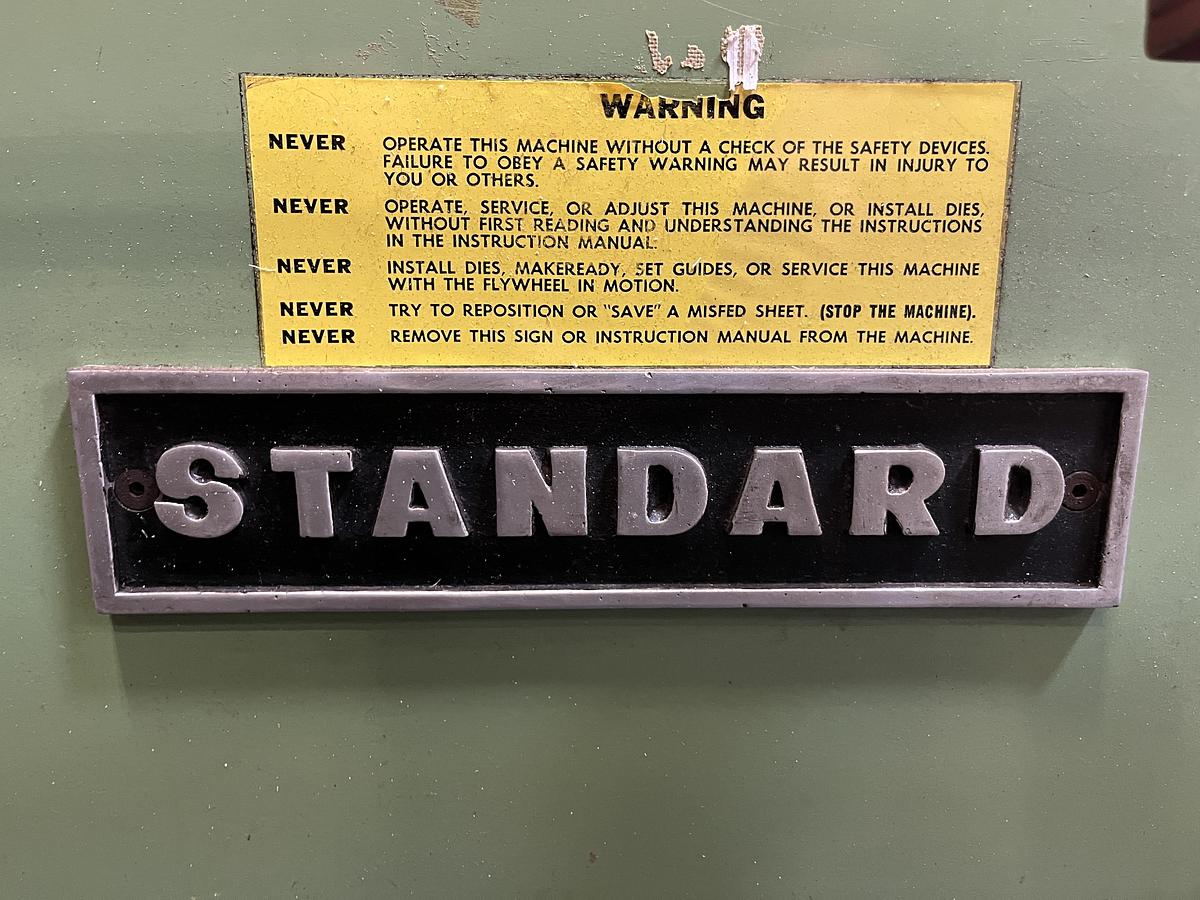 WARNING
NEVER OPERATE THIS MACHINE WITHOUT A CHECK OF THE SAFETY DEVICES.
FAILURE TO OBEY A SAFETY WARNING MAY RESULT IN INJURY TO
YOU OR OTHERS.
NEVER OPERATE, SERVICE, OR ADJUST THIS MACHINE, OR INSTALL DIES,
WITHOUT FIRST READING AND UNDERSTANDING THE INSTRUCTIONS
IN THE INSTRUCTION MANUAL.
NEVER INSTALL DIES, MAKEREADY, SET GUIDES, OR SERVICE THIS MACHINE
WITH THE FLYWHEEL IN MOTION.
NEVER TRY TO REPOSITION OR "SAVE" A MISFED SHEET. (STOP THE MACHINE).
NEVER REMOVE THIS SIGN OR INSTRUCTION MANUAL FROM THE MACHINE.
STANDARD